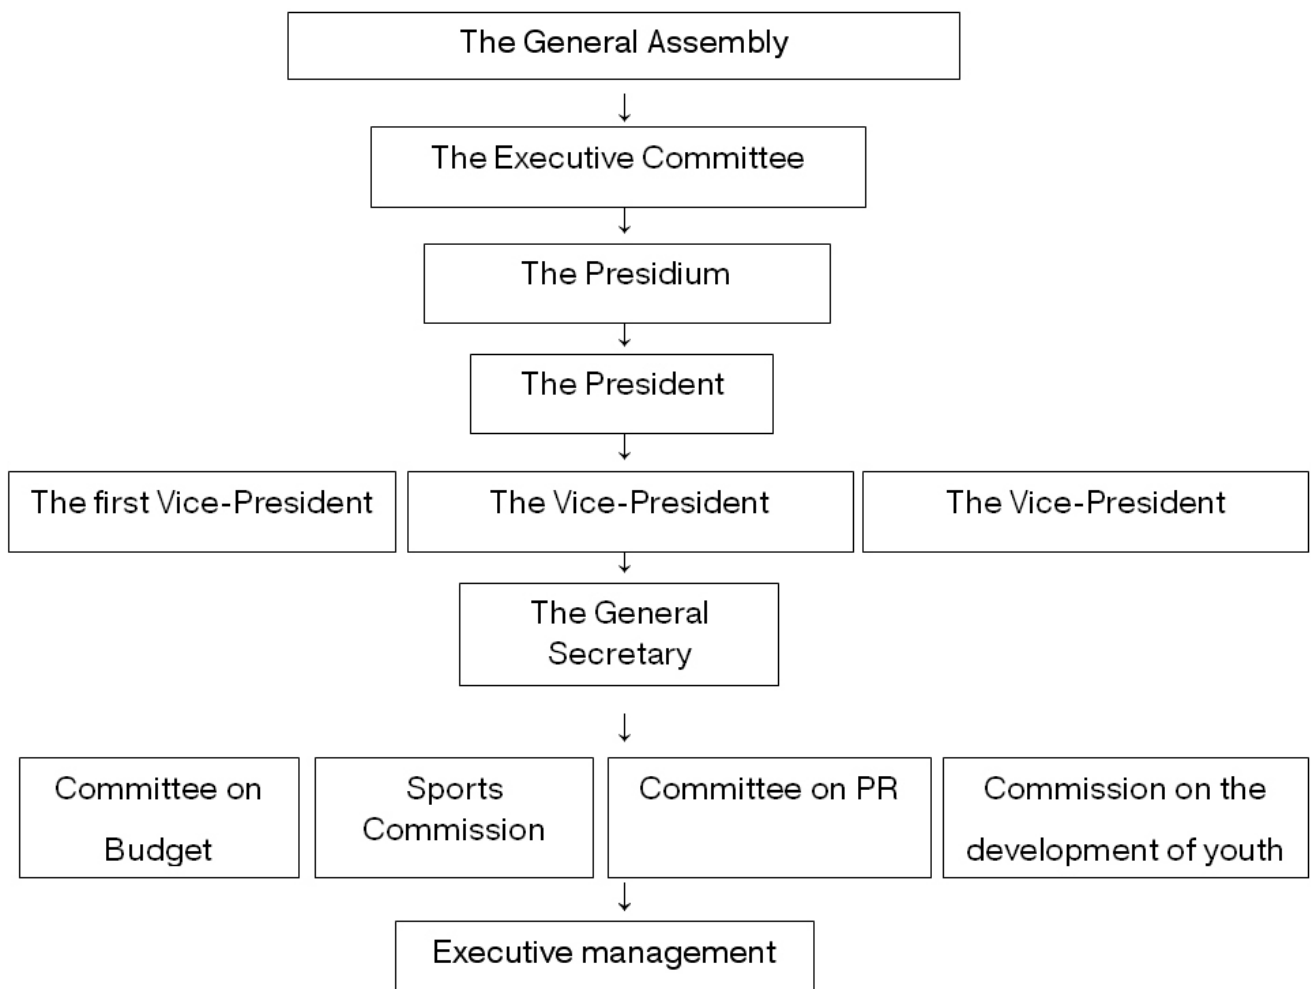 The General Assembly
The Executive Committee
The Presidium
The President
The first Vice-President
The Vice-President
The Vice-President
The General
Secretary
Committee on
Budget
Sports
Commission
Committee on PR
Commission on the
development of youth
Executive management